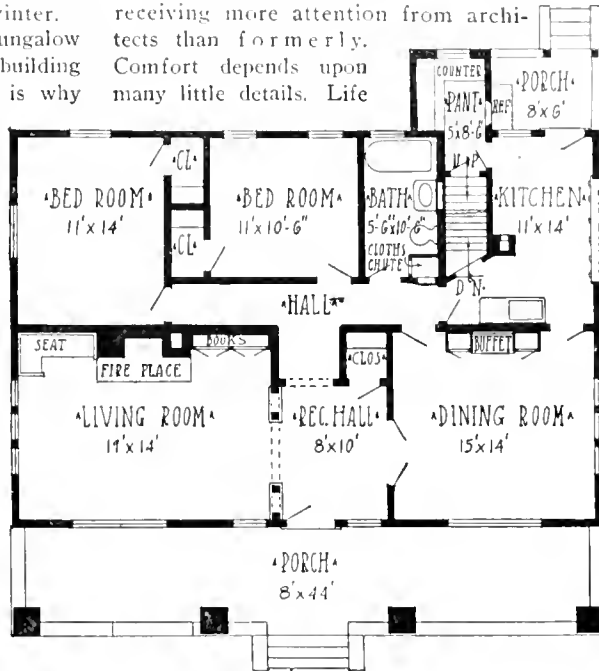 winter.
ungalow
building
is why
receiving more attention from archi-
tects than formerly.
Comfort depends upon
many little details. Life
COUNTER
PANT
5'x8'-6"
REF
PORCH
8'x6'
UP
BED ROOM
11'x14'
CL
CL
BED ROOM
11'x10'-6"
BATH
5'-6"x10'-6"
CLOTHS
CHUTE
KITCHEN
11'x14'
DN
HALL
SEAT
FIRE PLACE
BOOKS
CLOS
BUFFET
LIVING ROOM
19'x14'
REC. HALL
8'x10'
DINING ROOM
15'x14'
PORCH
8'x44'